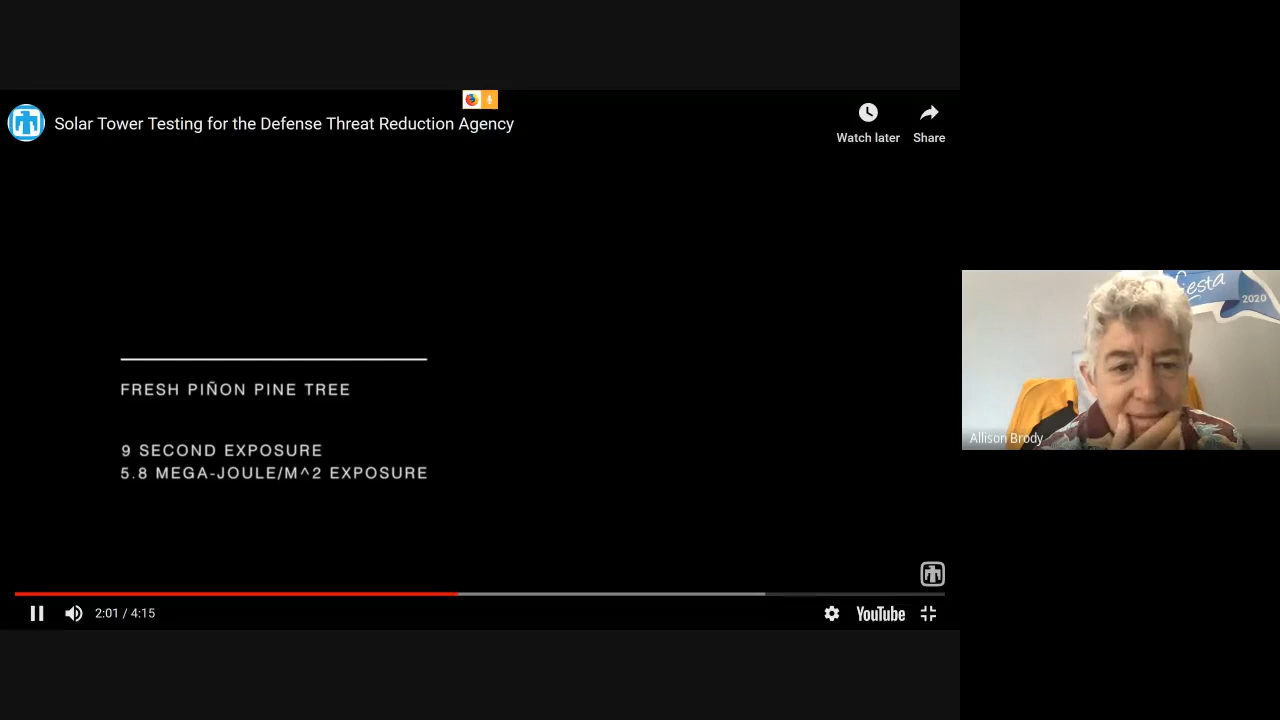 Solar Tower Testing for the Defense Threat Reduction Agency
Watch later
Share
FRESH PIÑON PINE TREE
9 SECOND EXPOSURE
5.8 MEGA-JOULE/M^2 EXPOSURE
2:01 / 4:15
YouTube
iesta
2020
Allison Brody